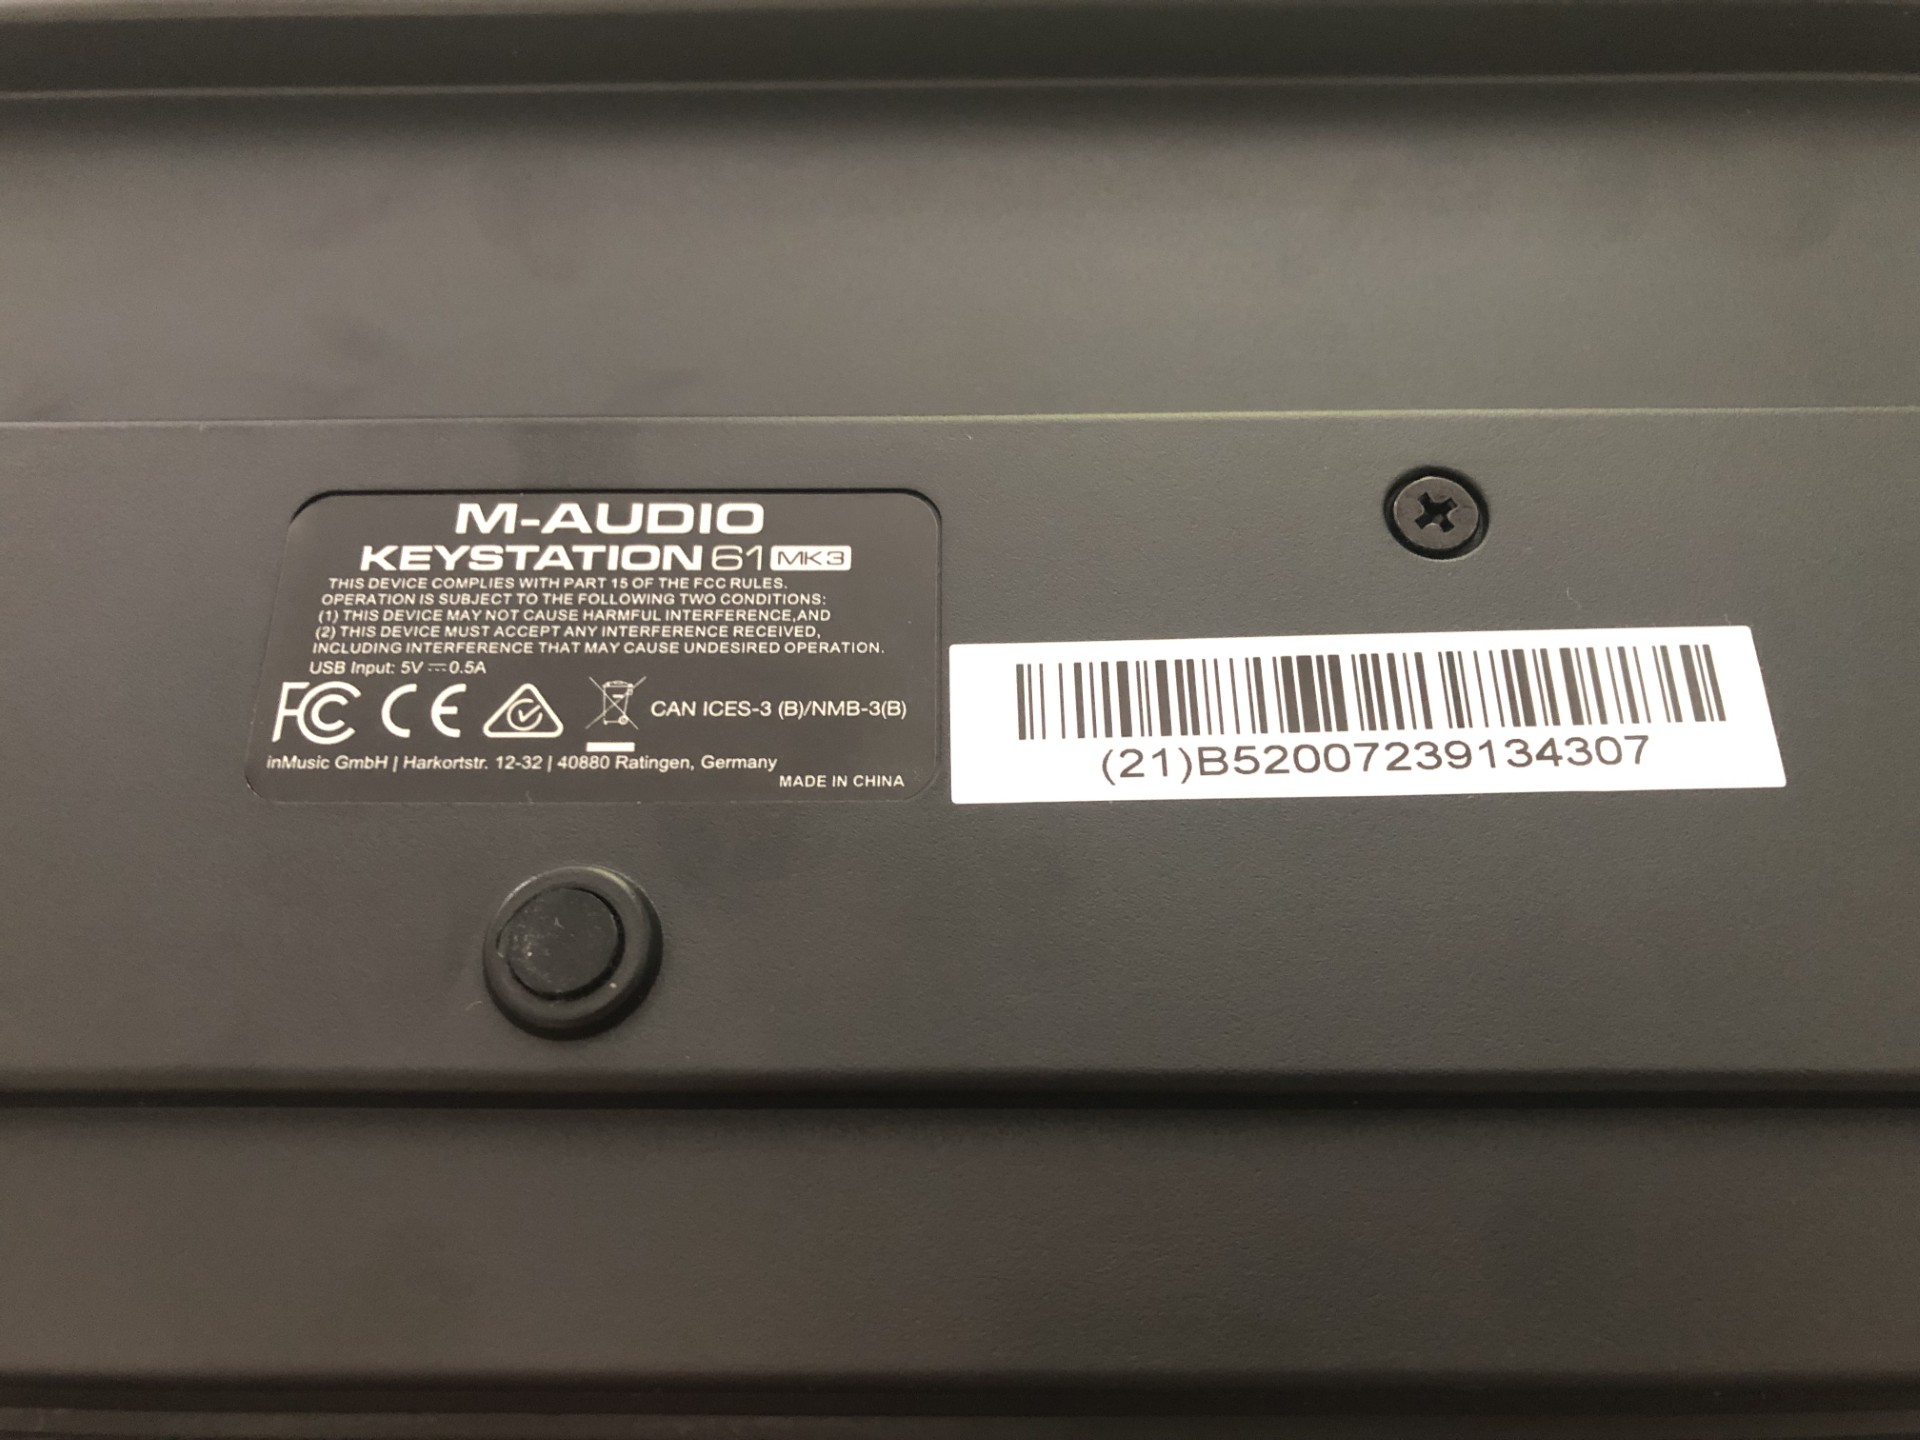 M-AUDIO
KEYSTATION 61 MK3
THIS DEVICE COMPLIES WITH PART 15 OF THE FCC RULES.
OPERATION IS SUBJECT TO THE FOLLOWING TWO CONDITIONS:
(1) THIS DEVICE MAY NOT CAUSE HARMFUL INTERFERENCE,AND
(2) THIS DEVICE MUST ACCEPT ANY INTERFERENCE RECEIVED,
INCLUDING INTERFERENCE THAT MAY CAUSE UNDESIRED OPERATION.
USB Input: 5V ⎓ 0.5A
FC CE CAN ICES-3 (B)/NMB-3(B)
inMusic GmbH | Harkortstr. 12-32 | 40880 Ratingen, Germany
MADE IN CHINA
(21)B52007239134307